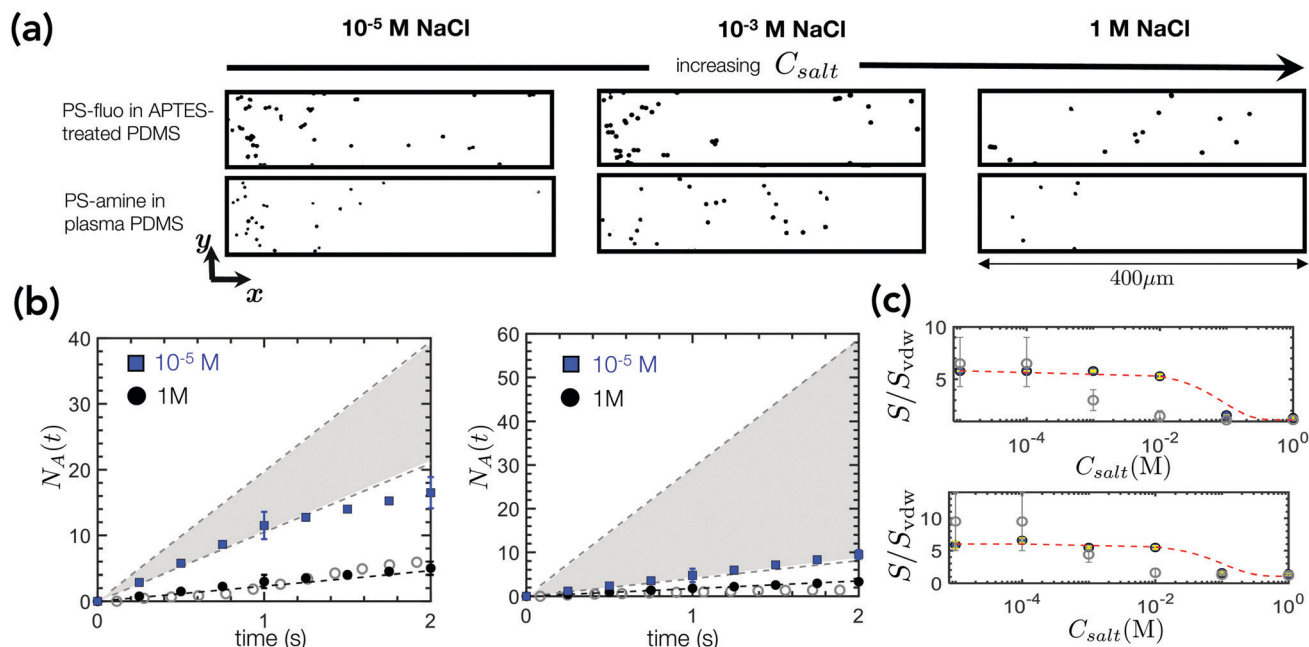 (a)
10⁻⁵ M NaCl
10⁻³ M NaCl
1 M NaCl
increasing C_salt
PS-fluo in APTES-
treated PDMS
PS-amine in
plasma PDMS
y
x
400μm
(b)
40
30
20
10
0
N_A(t)
10⁻⁵ M
1M
0
1
2
time (s)
60
50
40
30
20
10
0
N_A(t)
10⁻⁵ M
1M
0
1
2
time (s)
(c)
10
5
S/S_vdw
10⁻⁴
10⁻²
10⁰
C_salt(M)
10
5
0
S/S_vdw
10⁻⁴
10⁻²
10⁰
C_salt(M)